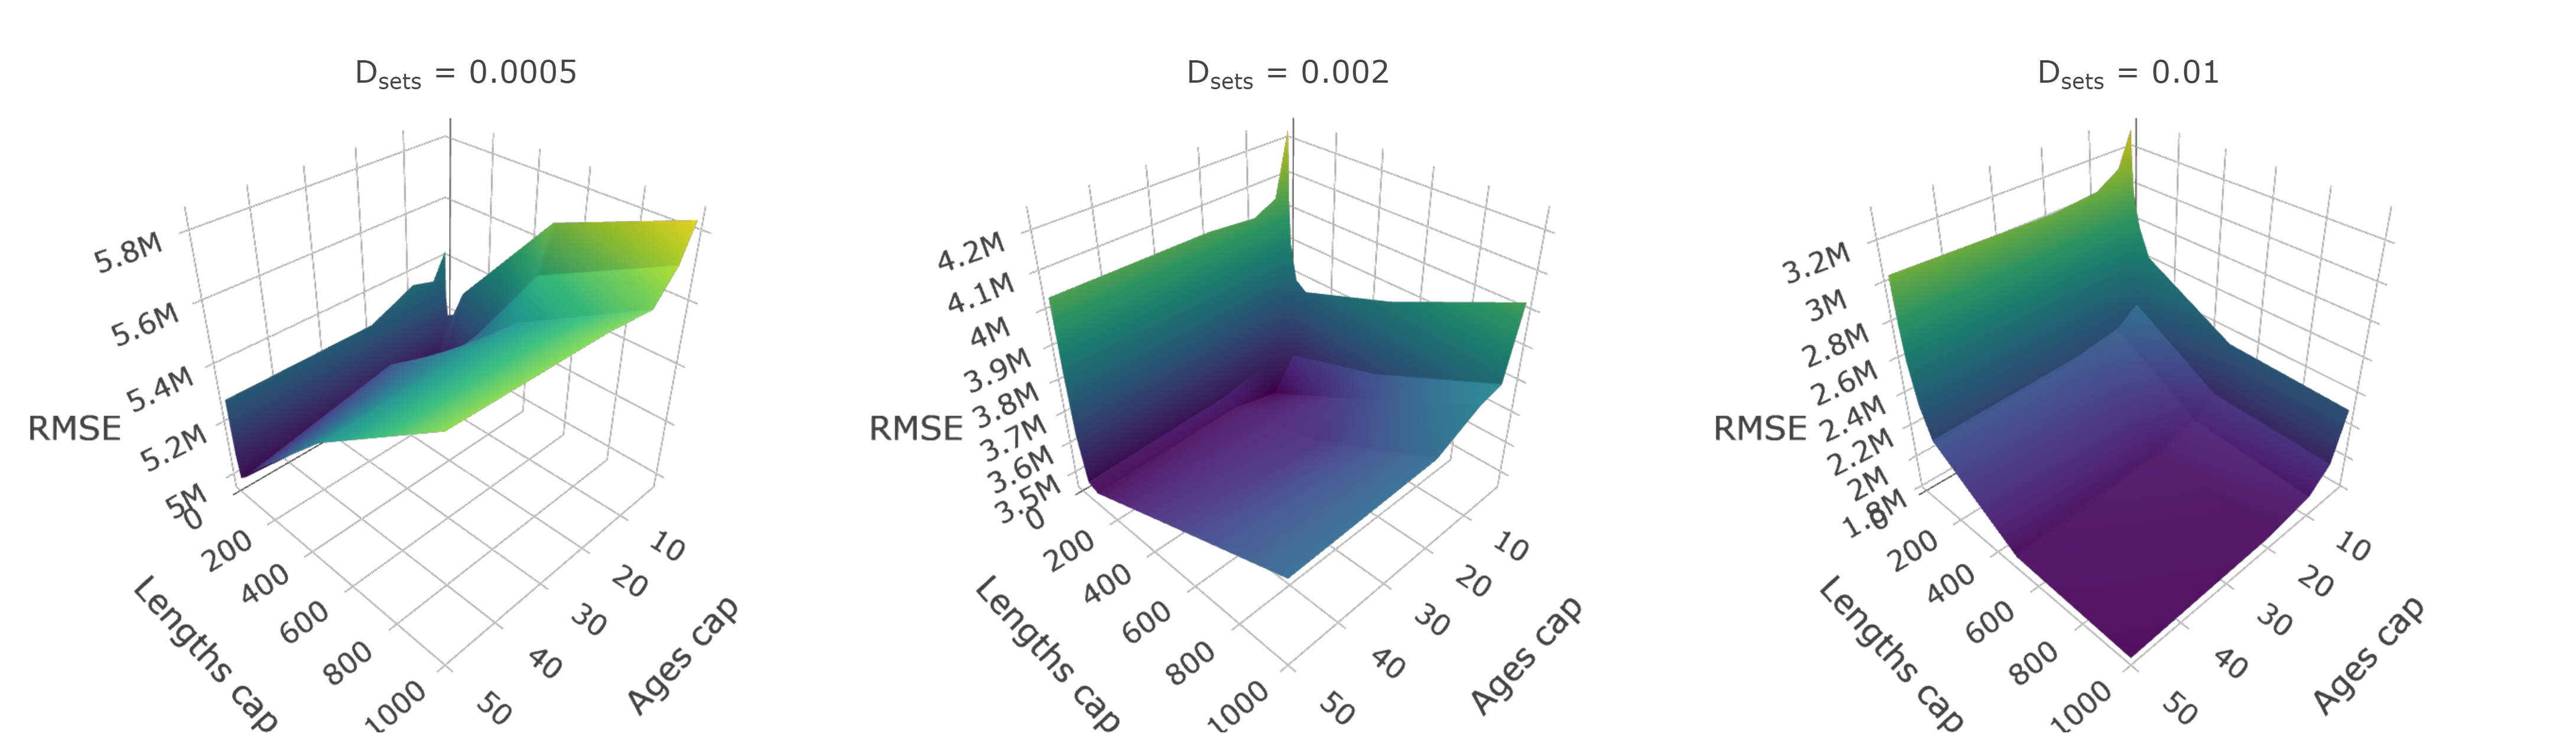 D_sets = 0.0005
5.8M
5.6M
5.4M
5.2M
5M
RMSE
0
200
400
600
800
1000
Lengths cap
10
20
30
40
50
Ages cap
D_sets = 0.002
4.2M
4.1M
4M
3.9M
3.8M
3.7M
3.6M
3.5M
RMSE
0
200
400
600
800
1000
Lengths cap
10
20
30
40
50
Ages cap
D_sets = 0.01
3.2M
3M
2.8M
2.6M
2.4M
2.2M
2M
1.8M
RMSE
0
200
400
600
800
1000
Lengths cap
10
20
30
40
50
Ages cap